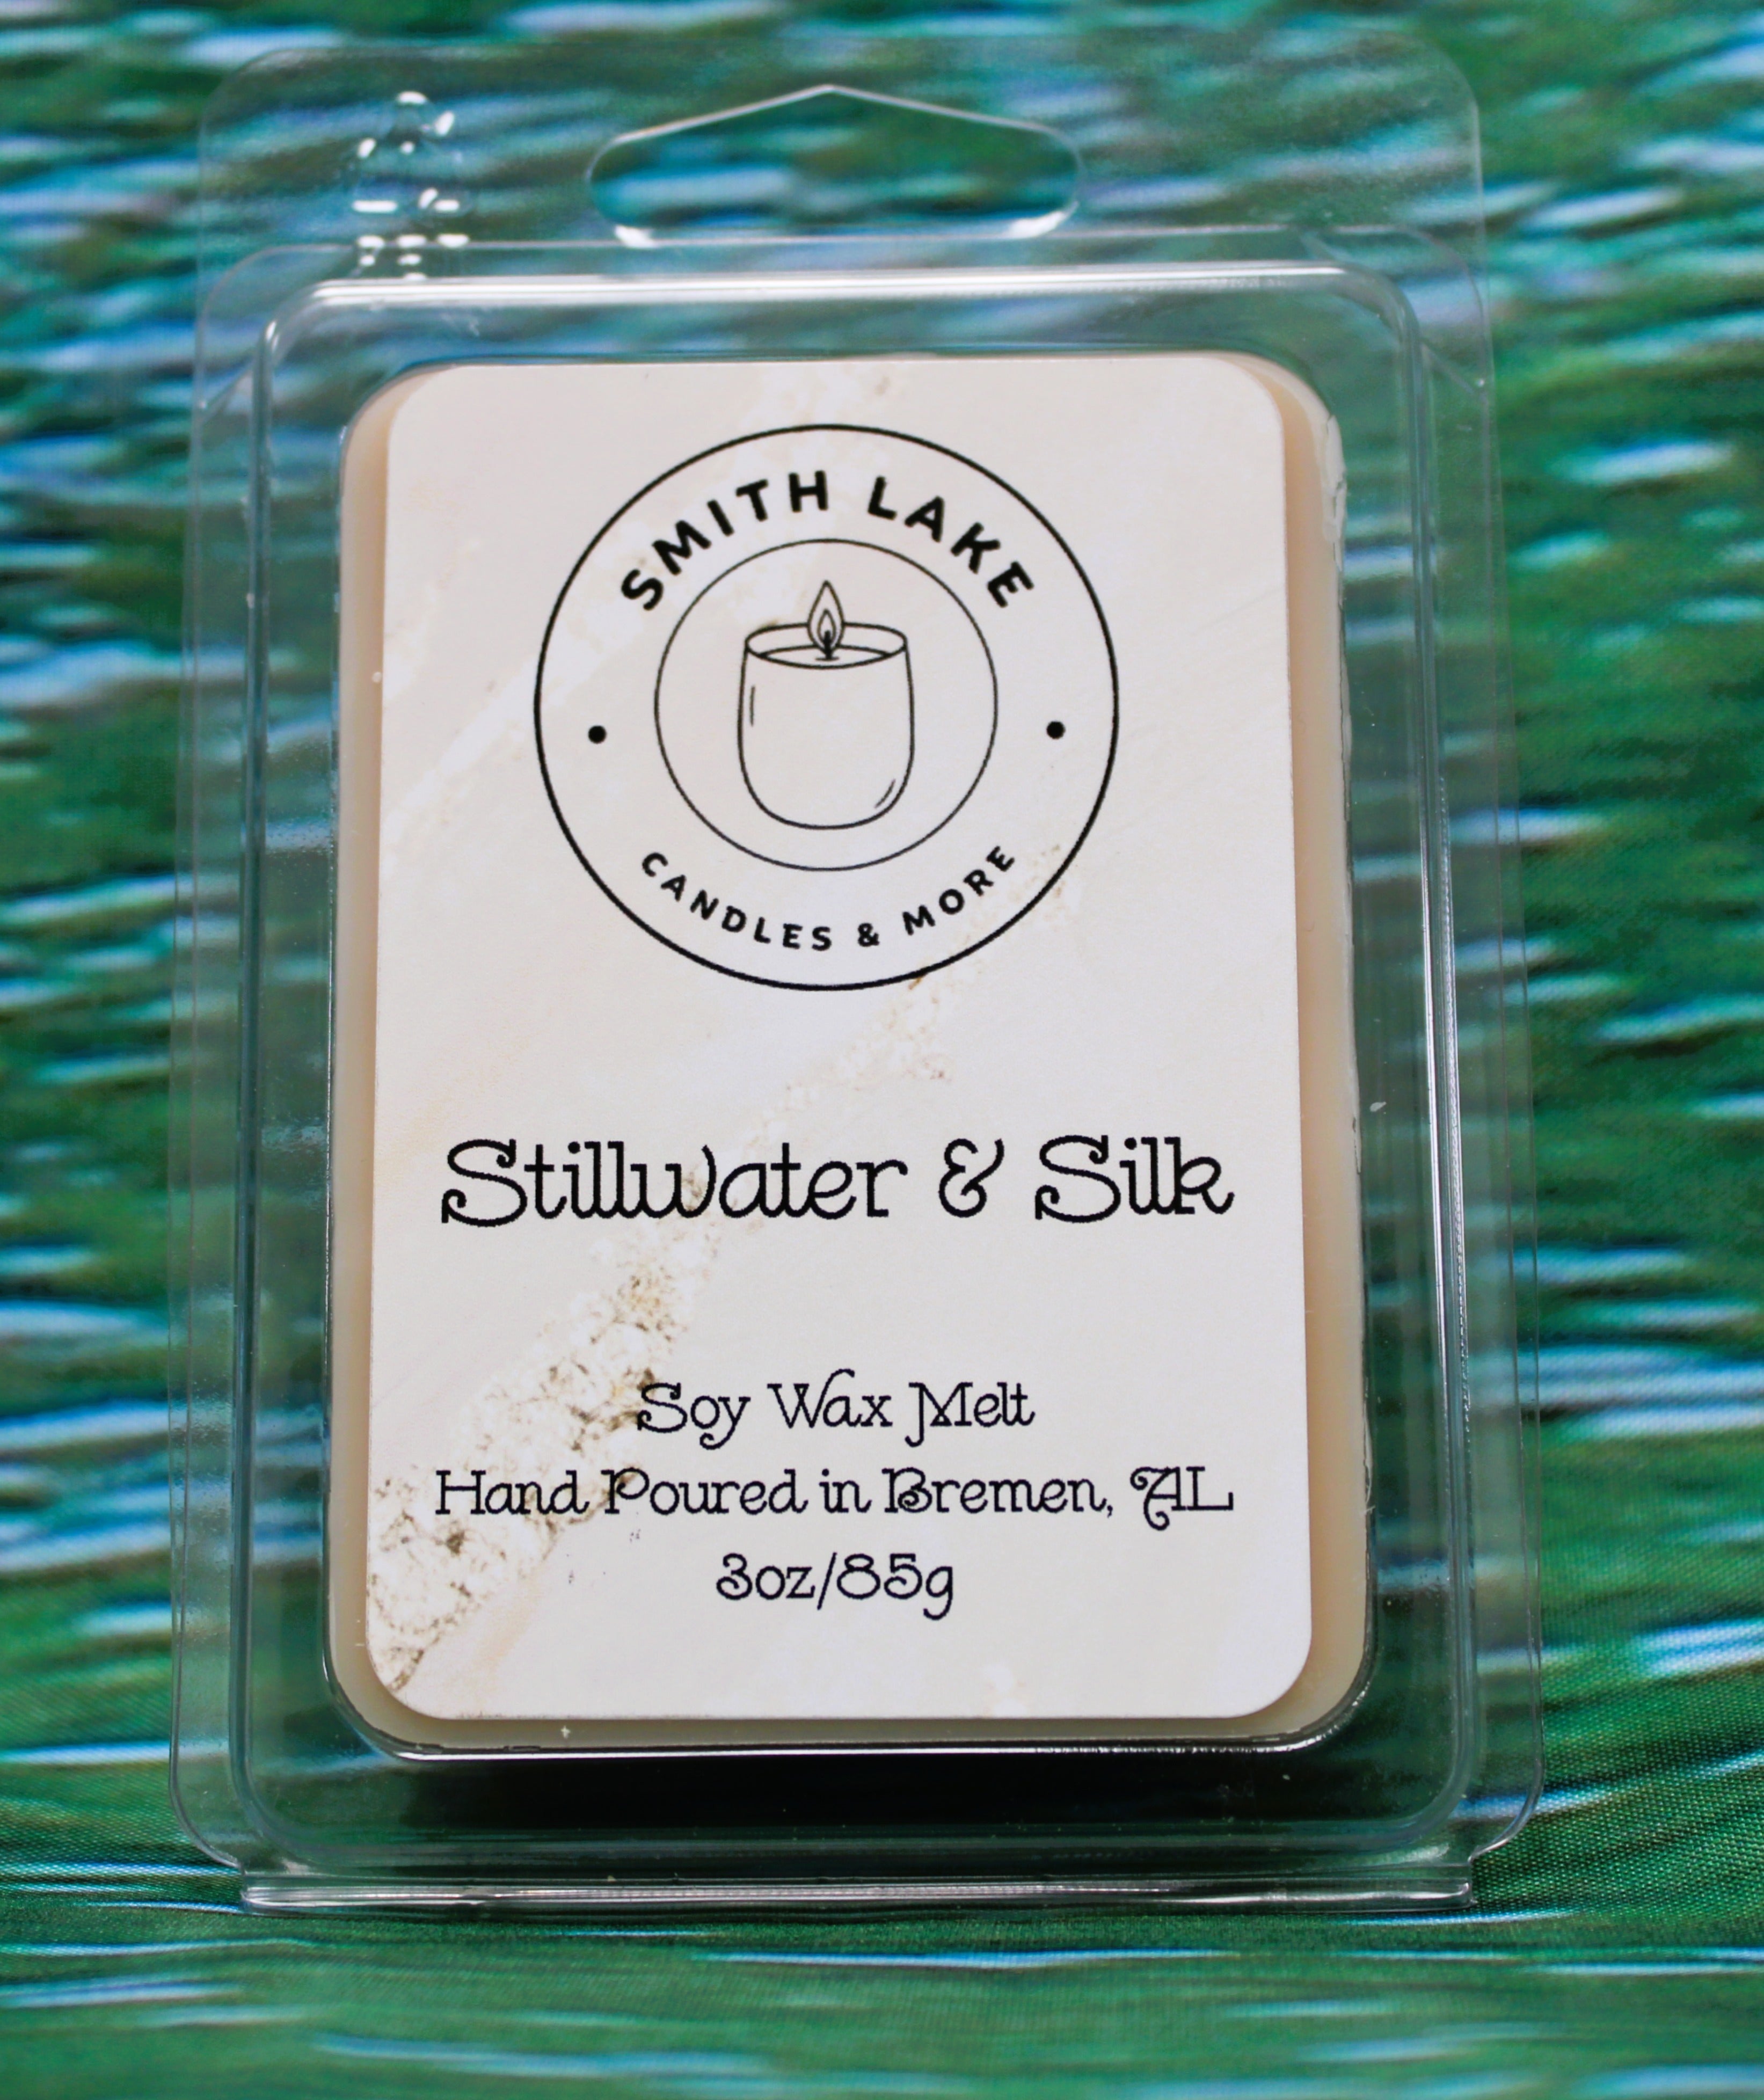 SMITH LAKE
CANDLES & MORE
Stillwater & Silk
Soy Wax Melt
Hand Poured in Bremen, AL
3oz/85g